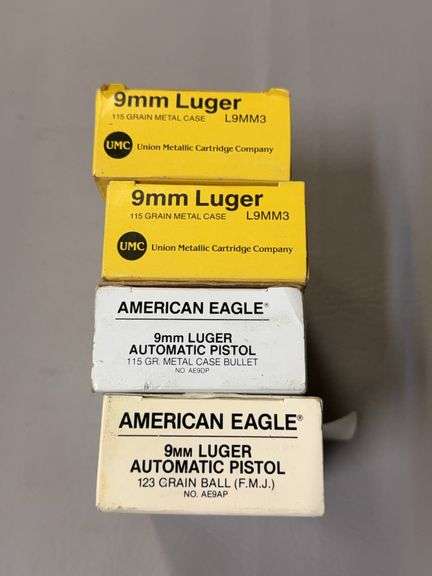 9mm Luger
115 GRAIN METAL CASE L9MM3
UMC Union Metallic Cartridge Company
9mm Luger
115 GRAIN METAL CASE L9MM3
UMC Union Metallic Cartridge Company
AMERICAN EAGLE®
9mm LUGER
AUTOMATIC PISTOL
115 GR. METAL CASE BULLET
NO. AE9DP
AMERICAN EAGLE®
9MM LUGER
AUTOMATIC PISTOL
123 GRAIN BALL (F.M.J.)
NO. AE9AP